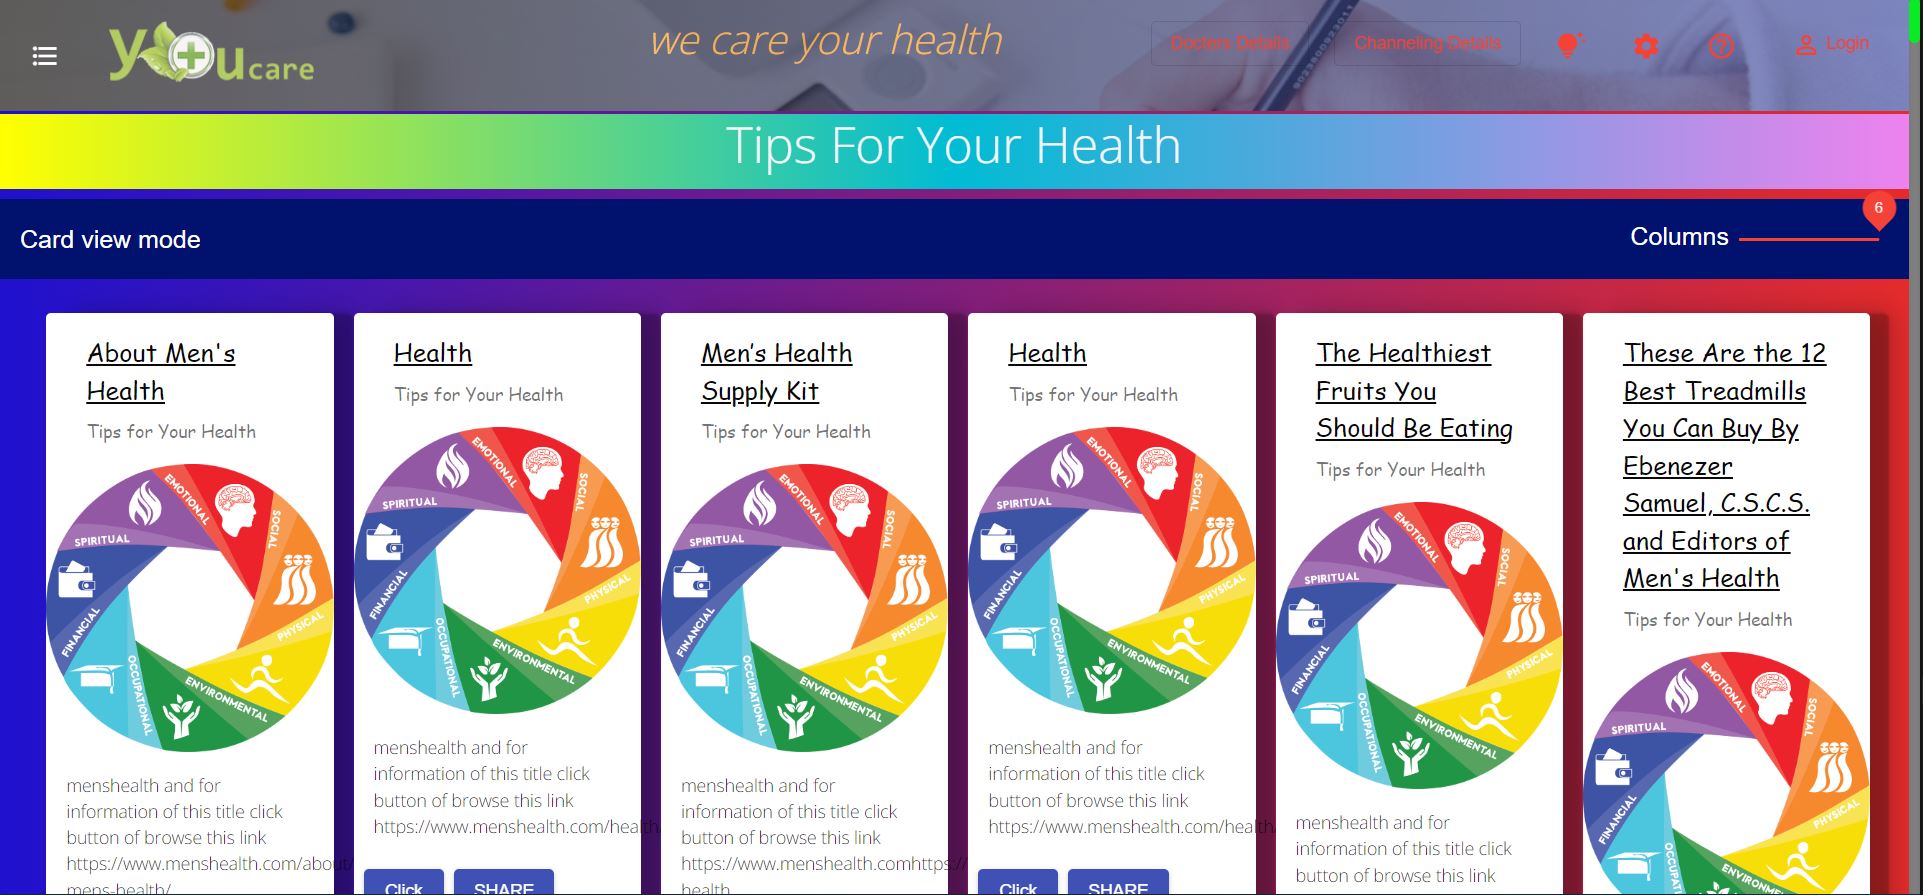 you care
we care your health
Docters Details
Channeling Details
Login
Tips For Your Health
Card view mode
Columns
6
About Men's
Health
Tips for Your Health
SPIRITUAL
EMOTIONAL
SOCIAL
PHYSICAL
ENVIRONMENTAL
OCCUPATIONAL
FINANCIAL
menshealth and for
information of this title click
button of browse this link
https://www.menshealth.com/about/
mens-health/
Health
Tips for Your Health
SPIRITUAL
EMOTIONAL
SOCIAL
PHYSICAL
ENVIRONMENTAL
OCCUPATIONAL
FINANCIAL
menshealth and for
information of this title click
button of browse this link
https://www.menshealth.com/health
Click
SHARE
Men’s Health
Supply Kit
Tips for Your Health
SPIRITUAL
EMOTIONAL
SOCIAL
PHYSICAL
ENVIRONMENTAL
OCCUPATIONAL
FINANCIAL
menshealth and for
information of this title click
button of browse this link
https://www.menshealth.comhttps://
health
Health
Tips for Your Health
SPIRITUAL
EMOTIONAL
SOCIAL
PHYSICAL
ENVIRONMENTAL
OCCUPATIONAL
FINANCIAL
menshealth and for
information of this title click
button of browse this link
https://www.menshealth.com/health
Click
SHARE
The Healthiest
Fruits You
Should Be Eating
Tips for Your Health
SPIRITUAL
EMOTIONAL
SOCIAL
PHYSICAL
ENVIRONMENTAL
OCCUPATIONAL
FINANCIAL
menshealth and for
information of this title click
button of browse this link
These Are the 12
Best Treadmills
You Can Buy By
Ebenezer
Samuel, C.S.C.S.
and Editors of
Men's Health
Tips for Your Health
SPIRITUAL
EMOTIONAL
SOCIAL
PHYSICAL
ENVIRONMENTAL
OCCUPATIONAL
FINANCIAL